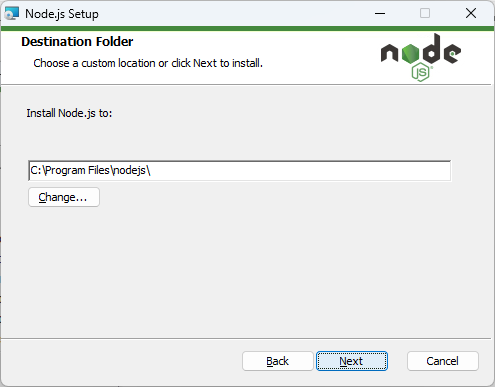 Node.js Setup
Destination Folder
Choose a custom location or click Next to install.
node
JS
Install Node.js to:
C:\Program Files\nodejs\
Change...
Back
Next
Cancel